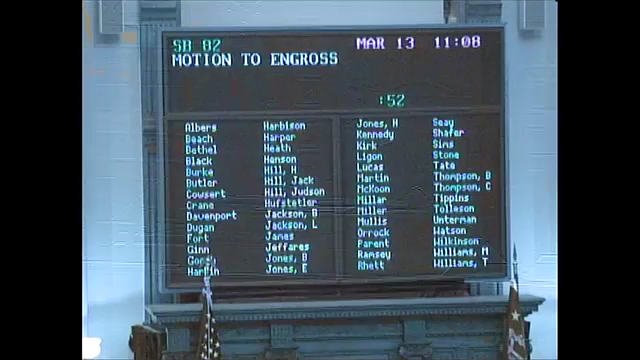 SB 82 MAR 13 11:08
MOTION TO ENGROSS
:52
Albers
Beach
Bethel
Black
Burke
Butler
Cowsert
Crane
Davenport
Dugan
Fort
Ginn
Harbison
Harper
Heath
Henson
Hill, H
Hill, Jack
Hill, Judson
Hufstetler
Jackson, B
Jackson, L
James
Jeffares
Jones, B
Jones, E
Jones, H
Kennedy
Kirk
Ligon
Lucas
Martin
McKoon
Millar
Miller
Mullis
Orrock
Parent
Ramsey
Rhett
Seay
Shafer
Sims
Stone
Tate
Thompson, B
Thompson, C
Tippins
Tolleson
Unterman
Watson
Wilkinson
Williams, M
Williams, T